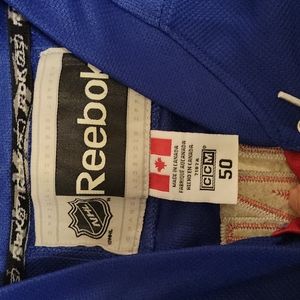 Reebok
NHL
MADE IN CANADA
FABRIQUÉ AU CANADA
HECHO EN CANADA
CCM
50